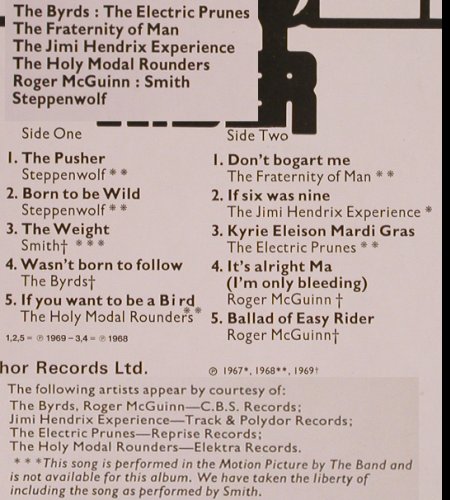 The Byrds : The Electric Prunes
The Fraternity of Man
The Jimi Hendrix Experience
The Holy Modal Rounders
Roger McGuinn : Smith
Steppenwolf
Side One
1. The Pusher
Steppenwolf * *
2. Born to be Wild
Steppenwolf * *
3. The Weight
Smith† * * *
4. Wasn't born to follow
The Byrds†
5. If you want to be a Bird
The Holy Modal Rounders * *
1,2,5 = ℗ 1969 – 3,4 = ℗ 1968
Side Two
1. Don't bogart me
The Fraternity of Man * *
2. If six was nine
The Jimi Hendrix Experience *
3. Kyrie Eleison Mardi Gras
The Electric Prunes * *
4. It's alright Ma
(I'm only bleeding)
Roger McGuinn †
5. Ballad of Easy Rider
Roger McGuinn†
hor Records Ltd.
℗ 1967*, 1968**, 1969†
The following artists appear by courtesy of:
The Byrds, Roger McGuinn—C.B.S. Records;
Jimi Hendrix Experience—Track & Polydor Records;
The Electric Prunes—Reprise Records;
The Holy Modal Rounders—Elektra Records.
* * *This song is performed in the Motion Picture by The Band and
is not available for this album. We have taken the liberty of
including the song as performed by Smith.